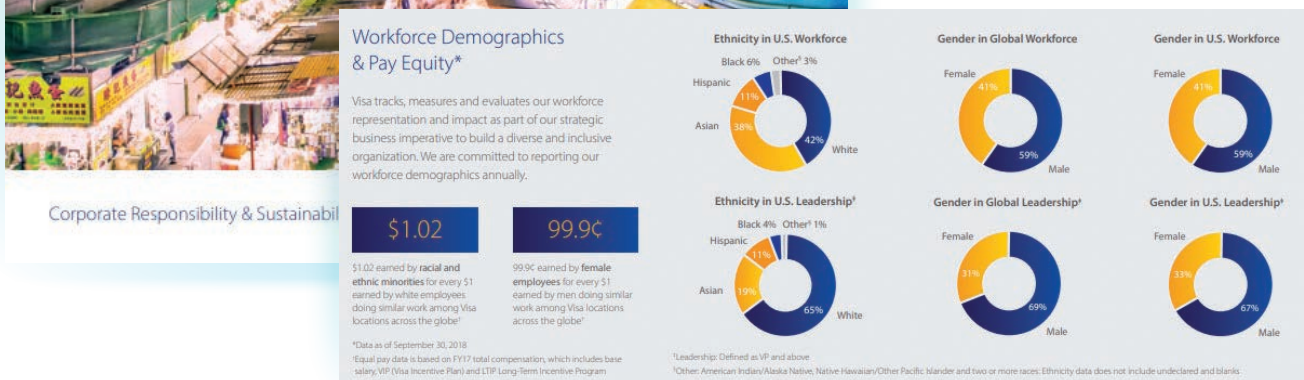 Workforce Demographics
& Pay Equity*
Visa tracks, measures and evaluates our workforce
representation and impact as part of our strategic
business imperative to build a diverse and inclusive
organization. We are committed to reporting our
workforce demographics annually.
$1.02
99.9¢
$1.02 earned by racial and
ethnic minorities for every $1
earned by white employees
doing similar work among Visa
locations across the globe†
99.9¢ earned by female
employees for every $1
earned by men doing similar
work among Visa locations
across the globe†
*Data as of September 30, 2018
†Equal pay data is based on FY17 total compensation, which includes base
salary, VIP (Visa Incentive Plan) and LTIP Long-Term Incentive Program
Ethnicity in U.S. Workforce
Black 6%
Other§ 3%
Hispanic
11%
Asian
38%
42%
White
Gender in Global Workforce
Female
41%
59%
Male
Gender in U.S. Workforce
Female
41%
59%
Male
Ethnicity in U.S. Leadership‡
Black 4%
Other§ 1%
Hispanic
11%
Asian
19%
65%
White
Gender in Global Leadership‡
Female
31%
69%
Male
Gender in U.S. Leadership‡
Female
33%
67%
Male
‡Leadership: Defined as VP and above
§Other: American Indian/Alaska Native, Native Hawaiian/Other Pacific Islander and two or more races: Ethnicity data does not include undeclared and blanks
Corporate Responsibility & Sustainabil